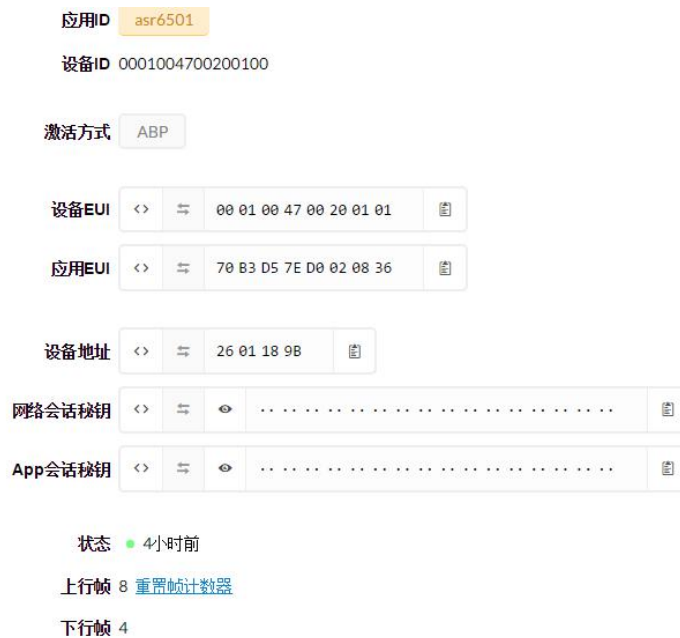 应用ID asr6501
设备ID 0001004700200100
激活方式 ABP
设备EUI <> 00 01 00 47 00 20 01 01
应用EUI <> 70 B3 D5 7E D0 02 08 36
设备地址 <> 26 01 18 9B
网络会话秘钥 <> .. .. .. .. .. .. .. .. .. .. .. .. .. .. .. ..
App会话秘钥 <> .. .. .. .. .. .. .. .. .. .. .. .. .. .. .. ..
状态 4小时前
上行帧 8 重置帧计数器
下行帧 4